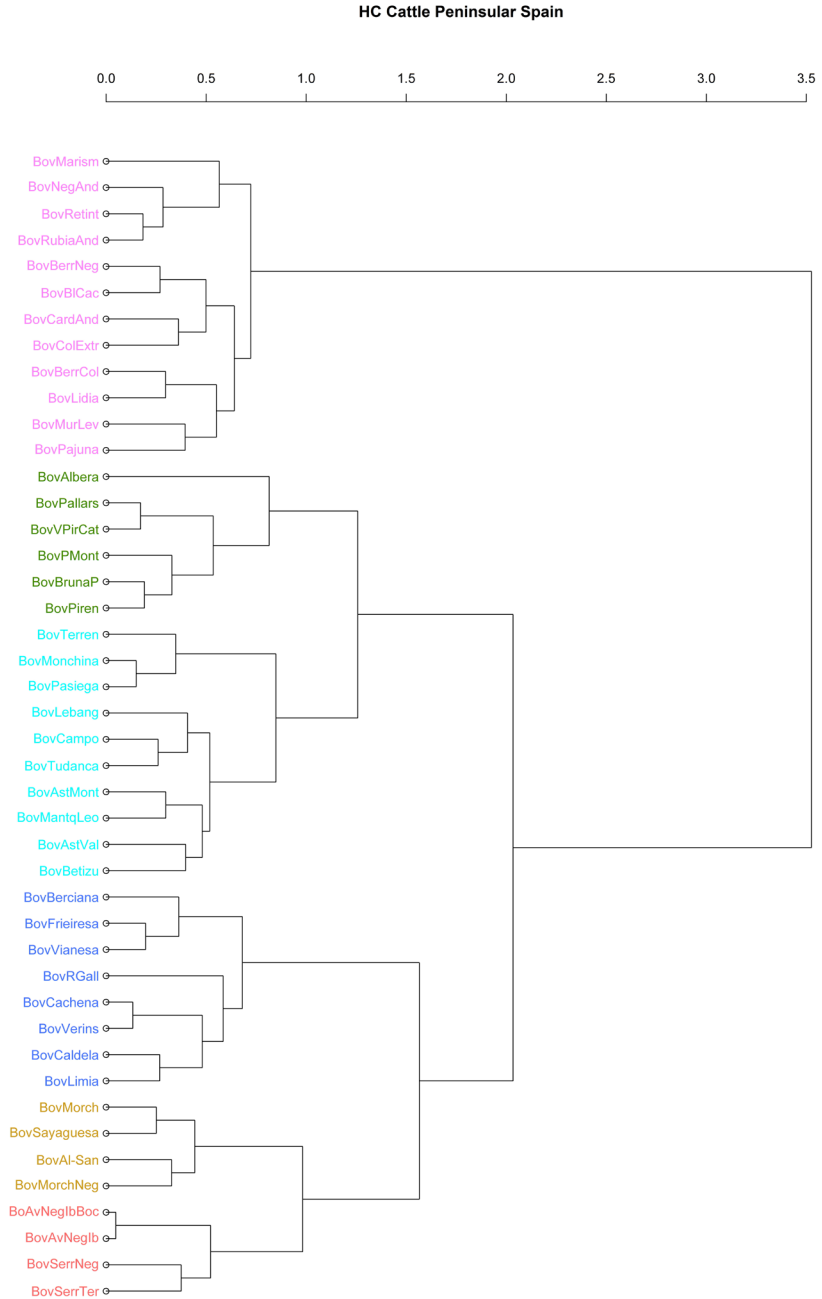 HC Cattle Peninsular Spain
0.0 0.5 1.0 1.5 2.0 2.5 3.0 3.5
BovMarism
BovNegAnd
BovRetint
BovRubiaAnd
BovBerrNeg
BovBlCac
BovCardAnd
BovColExtr
BovBerrCol
BovLidia
BovMurLev
BovPajuna
BovAlbera
BovPallars
BovVPirCat
BovPMont
BovBrunaP
BovPiren
BovTerren
BovMonchina
BovPasiega
BovLebang
BovCampo
BovTudanca
BovAstMont
BovMantqLeo
BovAstVal
BovBetizu
BovBerciana
BovFrieiresa
BovVianesa
BovRGall
BovCachena
BovVerins
BovCaldela
BovLimia
BovMorch
BovSayaguesa
BovAl-San
BovMorchNeg
BoAvNegIbBoc
BovAvNegIb
BovSerrNeg
BovSerrTer